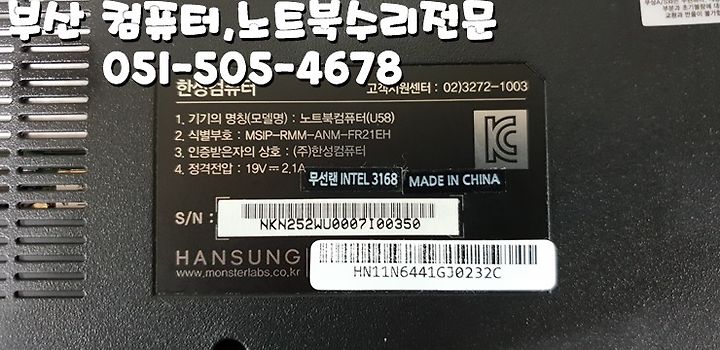 부산 컴퓨터,노트북수리전문
051-505-4678
한성컴퓨터
고객지원센터 : 02)3272-1003
1. 기기의 명칭(모델명) : 노트북컴퓨터(U58)
2. 식별부호 : MSIP-RMM-ANM-FR21EH
3. 인증받은자의 상호 : (주)한성컴퓨터
4. 정격전압 : 19V⎓2.1A
무선랜 INTEL 3168
MADE IN CHINA
S/N :
NKN252WU0007I00350
HANSUNG
www.monsterlabs.co.kr
HN11N6441GJ0232C